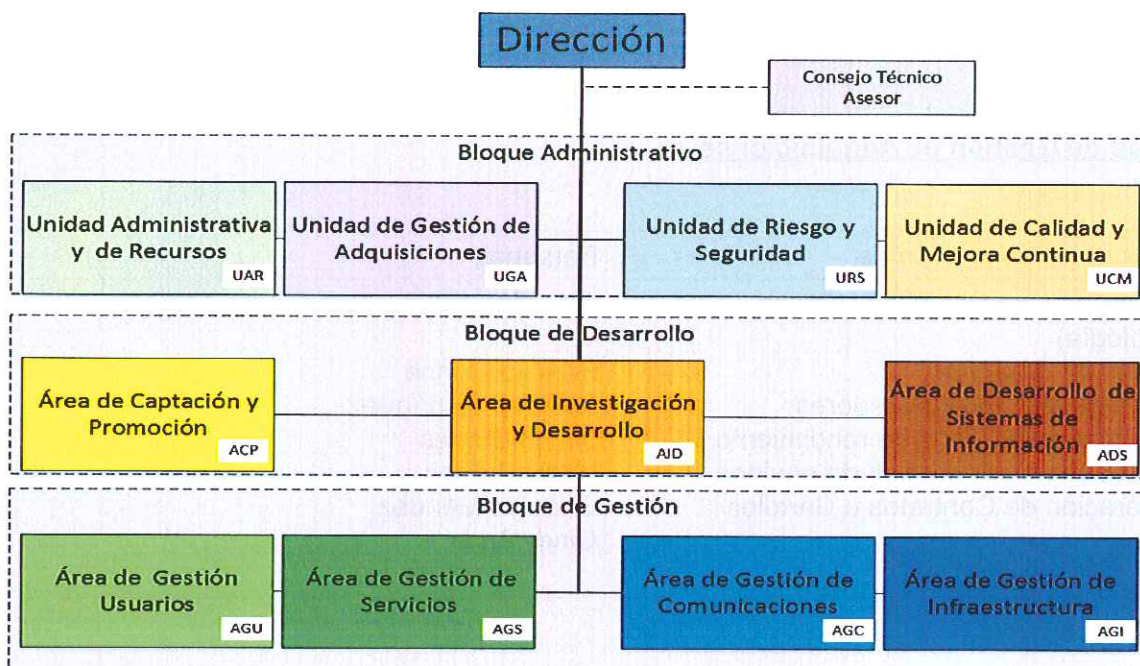 Dirección
Consejo Técnico
Asesor
Bloque Administrativo
Unidad Administrativa
y de Recursos
UAR
Unidad de Gestión de
Adquisiciones
UGA
Unidad de Riesgo y
Seguridad
URS
Unidad de Calidad y
Mejora Continua
UCM
Bloque de Desarrollo
Área de Captación y
Promoción
ACP
Área de Investigación
y Desarrollo
AID
Área de Desarrollo de
Sistemas de
Información
ADS
Bloque de Gestión
Área de Gestión
Usuarios
AGU
Área de Gestión de
Servicios
AGS
Área de Gestión de
Comunicaciones
AGC
Área de Gestión de
Infraestructura
AGI